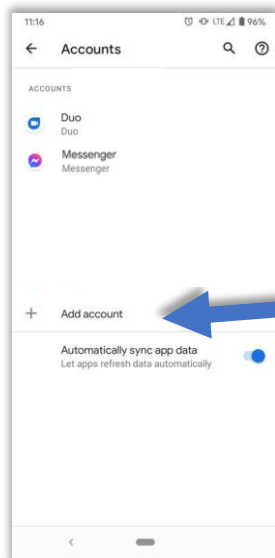 11:16 LTE 96%
Accounts
ACCOUNTS
Duo
Duo
Messenger
Messenger
Add account
Automatically sync app data
Let apps refresh data automatically